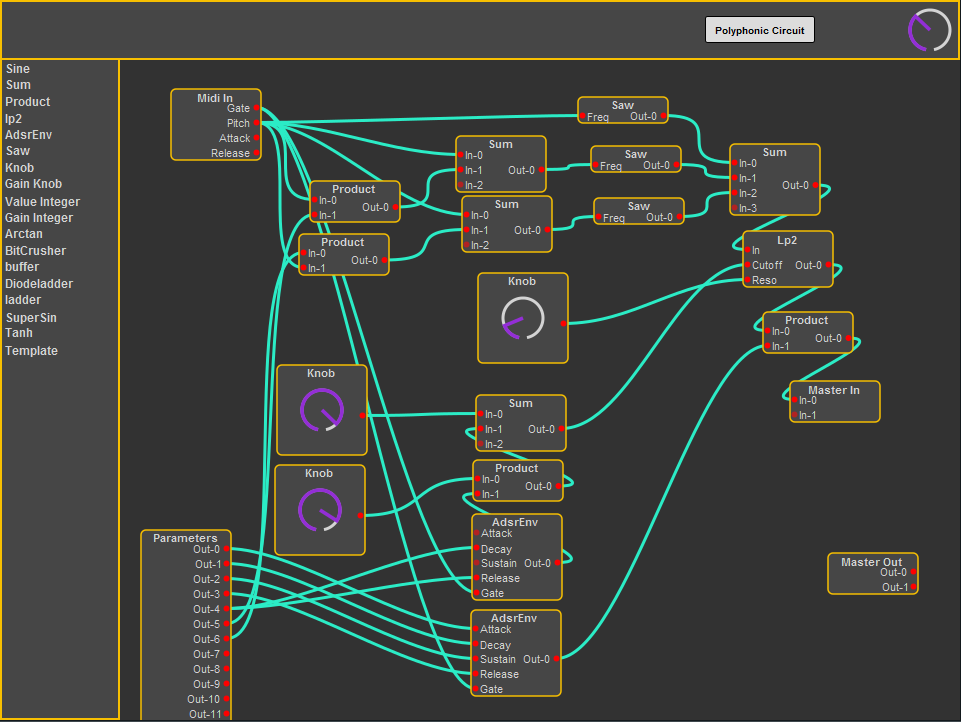 Polyphonic Circuit
Sine
Sum
Product
lp2
AdsrEnv
Saw
Knob
Gain Knob
Value Integer
Gain Integer
Arctan
BitCrusher
buffer
Diodeladder
ladder
SuperSin
Tanh
Template
Midi In
Gate
Pitch
Attack
Release
Product
In-0
Out-0
In-1
Product
In-0
Out-0
In-1
Sum
In-0
In-1
Out-0
In-2
Sum
In-0
In-1
Out-0
In-2
Saw
Freq
Out-0
Saw
Freq
Out-0
Saw
Freq
Out-0
Sum
In-0
In-1
Out-0
In-2
In-3
Lp2
In
Cutoff
Out-0
Reso
Knob
Product
In-0
Out-0
In-1
Master In
In-0
In-1
Knob
Knob
Sum
In-0
In-1
Out-0
In-2
Product
In-0
Out-0
In-1
AdsrEnv
Attack
Decay
Sustain
Out-0
Release
Gate
AdsrEnv
Attack
Decay
Sustain
Out-0
Release
Gate
Parameters
Out-0
Out-1
Out-2
Out-3
Out-4
Out-5
Out-6
Out-7
Out-8
Out-9
Out-10
Out-11
Master Out
Out-0
Out-1